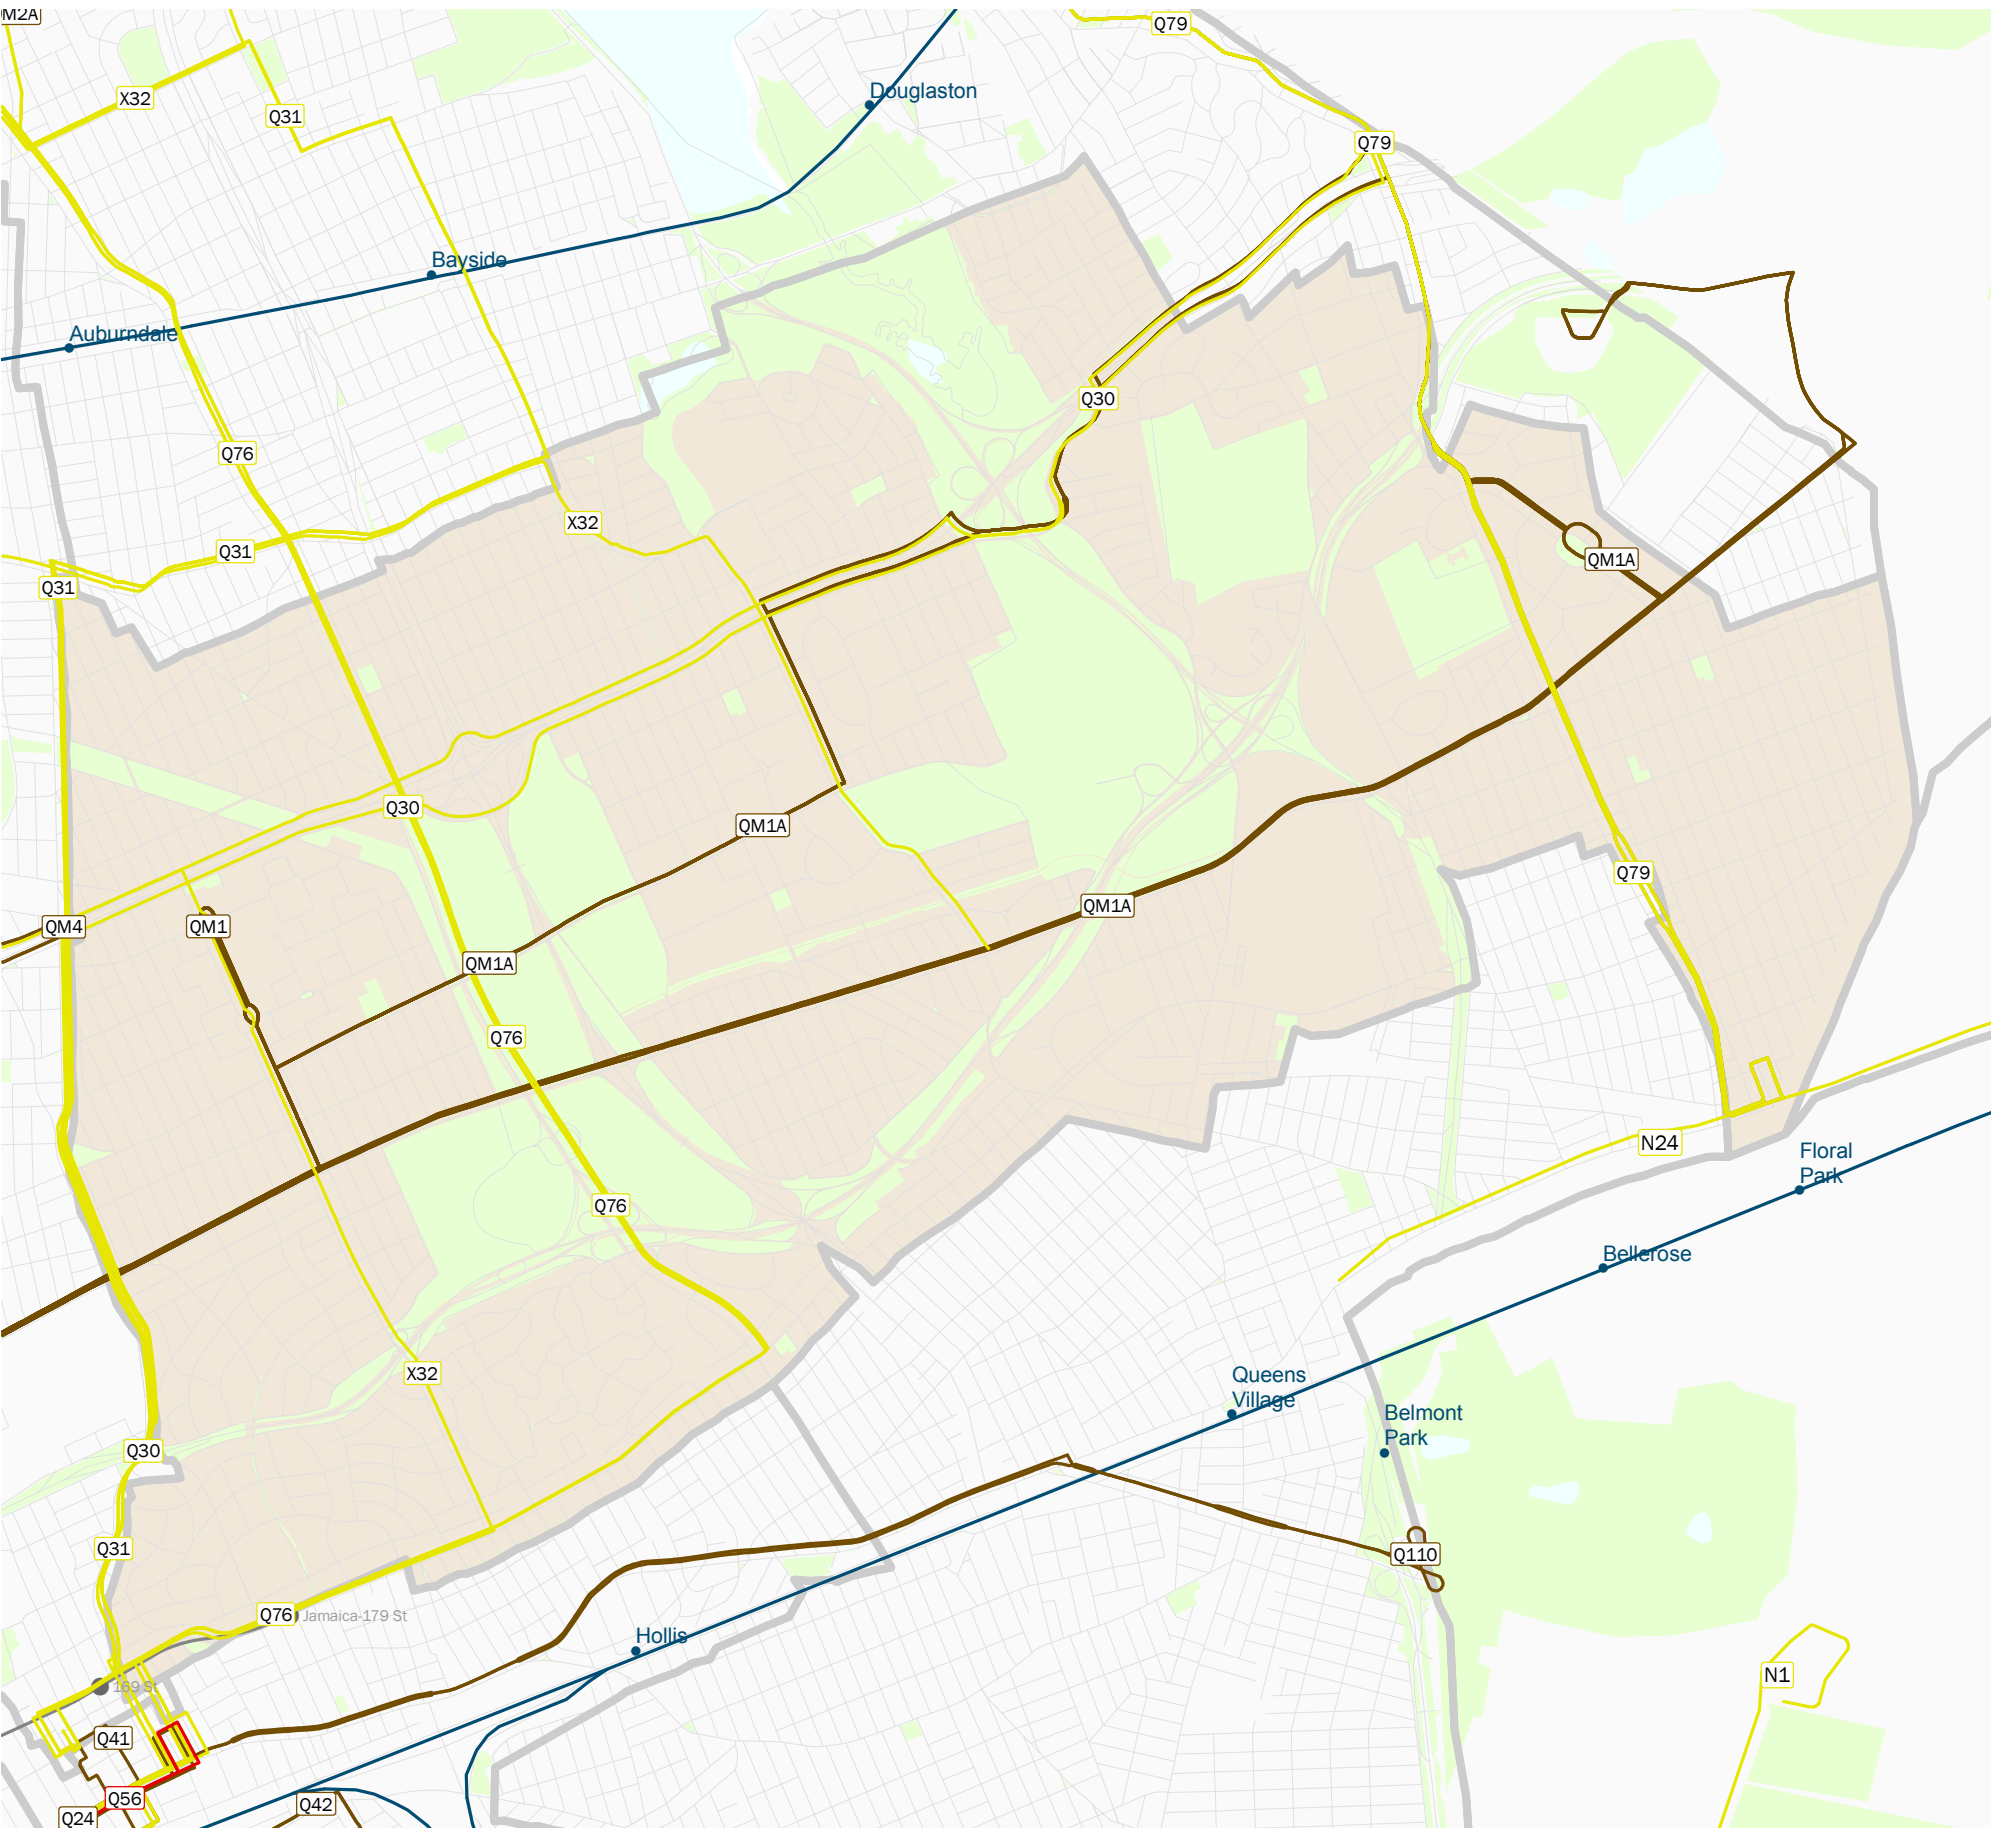 QM2A
Q79
X32
Q31
Douglaston
Q79
Bayside
Auburndale
Q30
Q76
X32
Q31
QM1A
Q31
Q30
QM1A
Q79
QM1A
QM4
QM1
QM1A
Q76
N24
Floral
Park
Q76
Bellerose
X32
Queens
Village
Belmont
Park
Q30
Q31
Q110
Q76
Jamaica-179 St
Hollis
N1
169 St
Q41
Q56
Q42
Q24